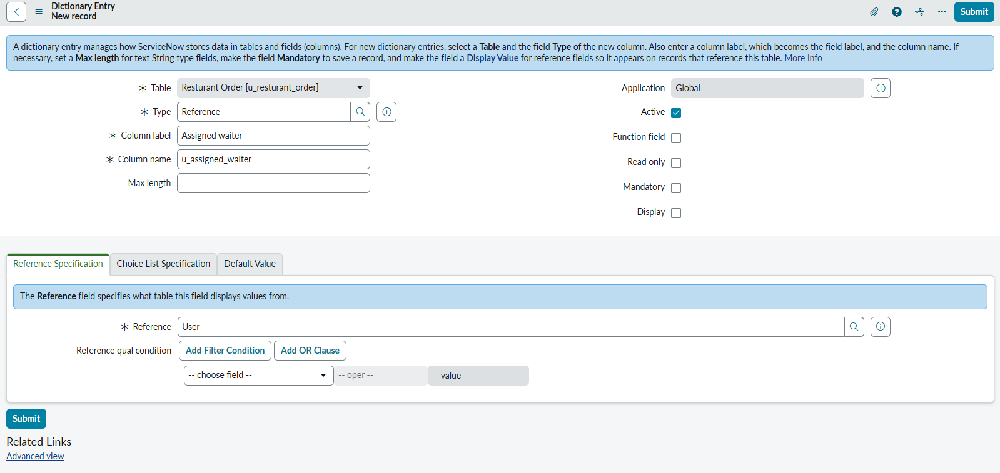 Dictionary Entry
New record
Submit
A dictionary entry manages how ServiceNow stores data in tables and fields (columns). For new dictionary entries, select a Table and the field Type of the new column. Also enter a column label, which becomes the field label, and the column name. If
necessary, set a Max length for text String type fields, make the field Mandatory to save a record, and make the field a Display Value for reference fields so it appears on records that reference this table. More Info
Table Resturant Order [u_resturant_order]
Type Reference
Column label Assigned waiter
Column name u_assigned_waiter
Max length
Application Global
Active
Function field
Read only
Mandatory
Display
Reference Specification Choice List Specification Default Value
The Reference field specifies what table this field displays values from.
Reference User
Reference qual condition Add Filter Condition Add OR Clause
-- choose field -- -- oper -- -- value --
Submit
Related Links
Advanced view